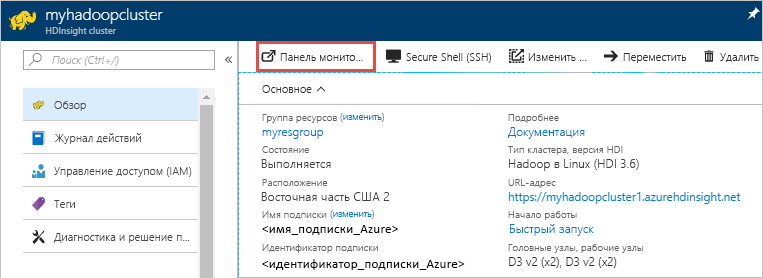 myhadoopcluster
HDInsight cluster
Поиск (Ctrl+/)
«
Обзор
Журнал действий
Управление доступом (IAM)
Теги
Диагностика и решение п...
Панель монито... Secure Shell (SSH) Изменить ... Переместить Удалить
Основное
Группа ресурсов (изменить)
myresgroup
Состояние
Выполняется
Расположение
Восточная часть США 2
Имя подписки (изменить)
<имя_подписки_Azure>
Идентификатор подписки
<идентификатор_подписки_Azure>
Подробнее
Документация
Тип кластера, версия HDI
Hadoop в Linux (HDI 3.6)
URL-адрес
https://myhadoopcluster1.azurehdinsight.net
Начало работы
Быстрый запуск
Головные узлы, рабочие узлы
D3 v2 (x2), D3 v2 (x2)